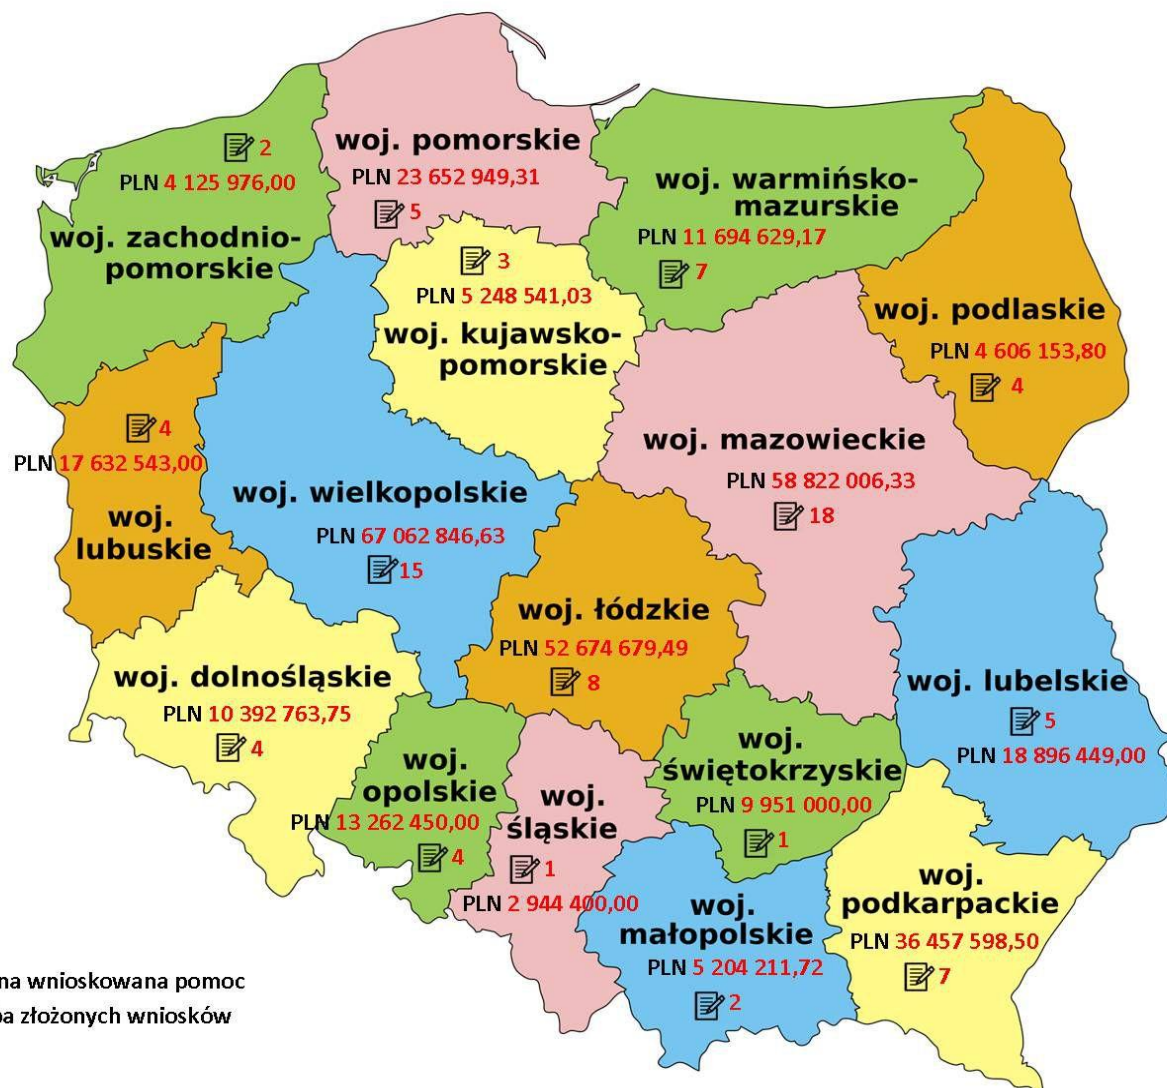 woj. pomorskie
PLN 23 652 949,31
5
2
PLN 4 125 976,00
woj. zachodnio-
pomorskie
woj. warmińsko-
mazurskie
PLN 11 694 629,17
7
3
PLN 5 248 541,03
woj. kujawsko-
pomorskie
woj. podlaskie
PLN 4 606 153,80
4
4
PLN 17 632 543,00
woj.
lubuskie
woj. wielkopolskie
PLN 67 062 846,63
15
woj. mazowieckie
PLN 58 822 006,33
18
woj. łódzkie
PLN 52 674 679,49
8
woj. dolnośląskie
PLN 10 392 763,75
4
woj. lubelskie
5
PLN 18 896 449,00
woj.
opolskie
PLN 13 262 450,00
4
woj.
śląskie
1
PLN 2 944 400,00
woj.
świętokrzyskie
PLN 9 951 000,00
1
woj.
małopolskie
PLN 5 204 211,72
2
woj.
podkarpackie
PLN 36 457 598,50
7
wnioskowana pomoc
złożonych wniosków